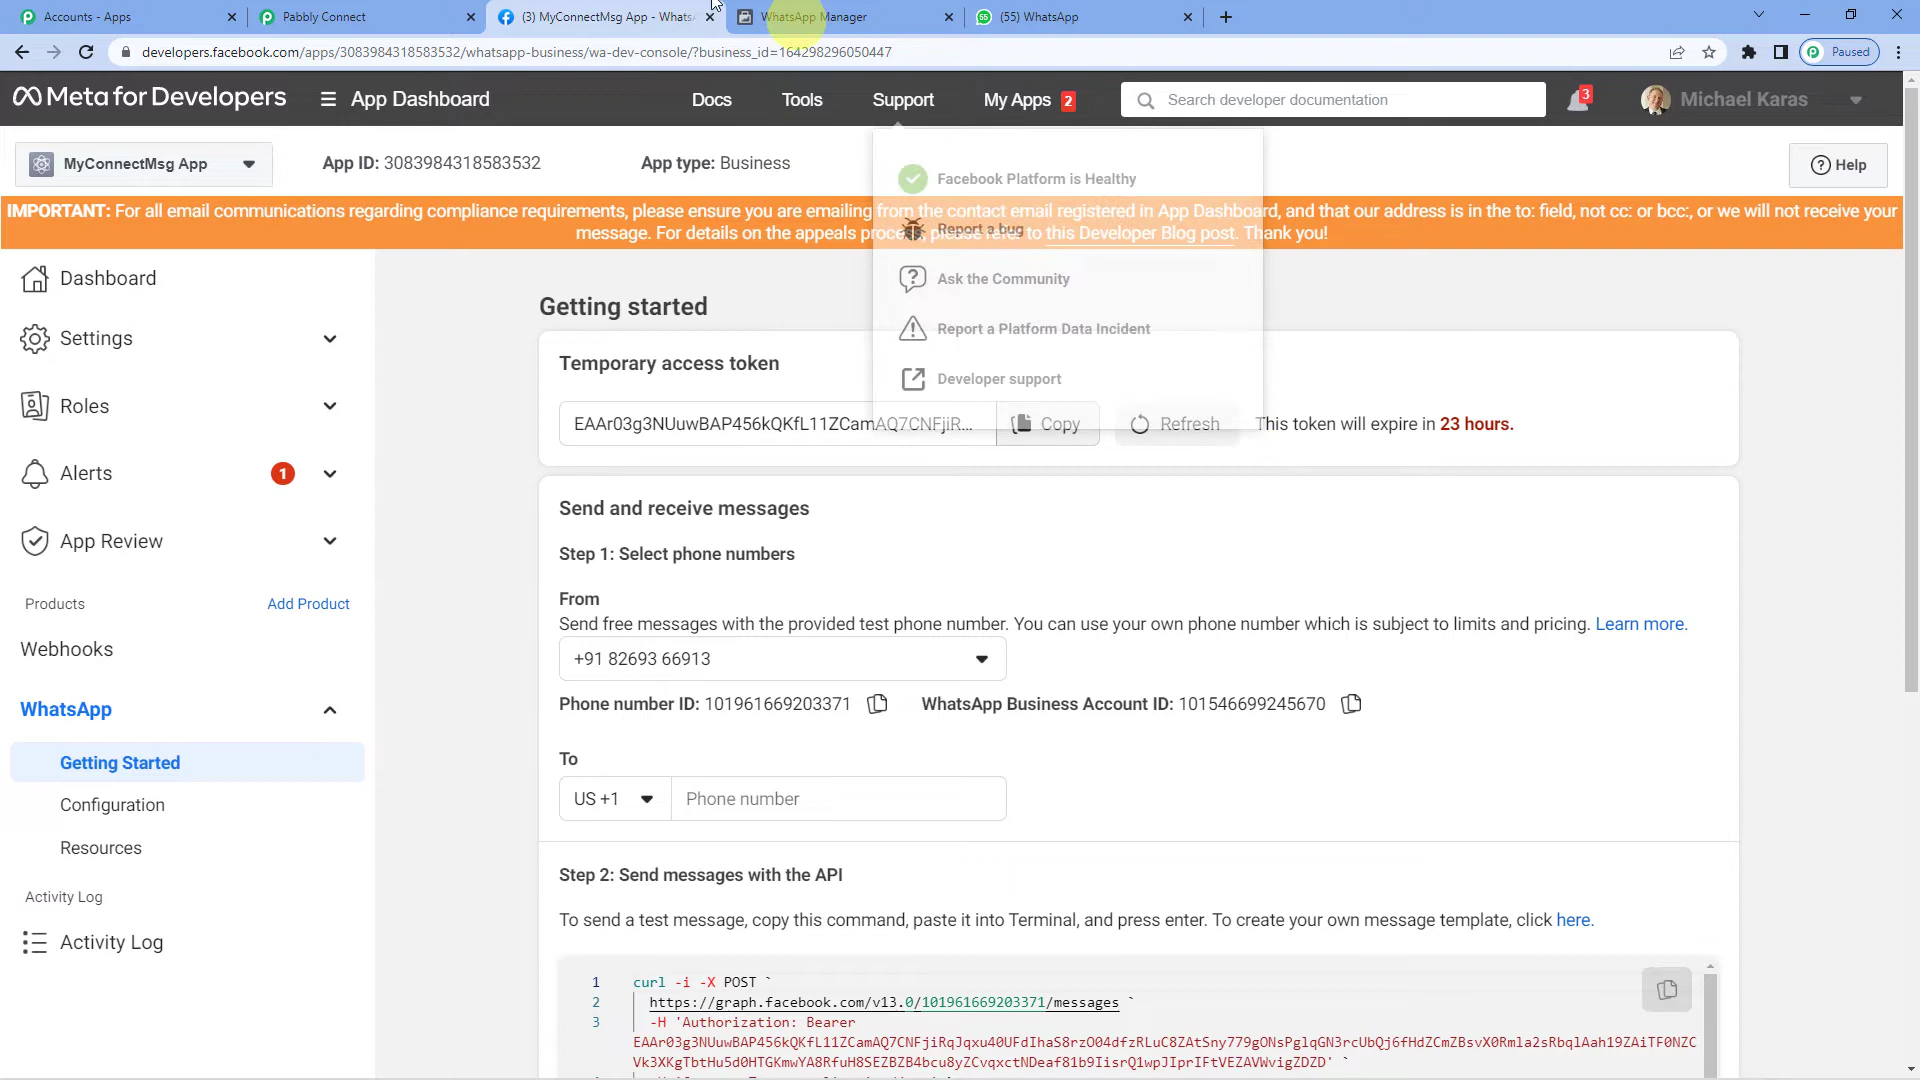 Accounts - Apps
Pabbly Connect
(3) MyConnectMsg App - Whats
WhatsApp Manager
(55) WhatsApp
developers.facebook.com/apps/3083984318583532/whatsapp-business/wa-dev-console/?business_id=164298296050447
Paused
Meta for Developers
App Dashboard
Docs
Tools
Support
My Apps 2
Search developer documentation
3
Michael Karas
MyConnectMsg App
App ID: 3083984318583532
App type: Business
Help
IMPORTANT: For all email communications regarding compliance requirements, please ensure you are emailing from the contact email registered in App Dashboard, and that our address is in the to: field, not cc: or bcc:, or we will not receive your
message. For details on the appeals process, please refer to this Developer Blog post. Thank you!
Facebook Platform is Healthy
Report a bug
Ask the Community
Report a Platform Data Incident
Developer support
Dashboard
Settings
Roles
Alerts
1
App Review
Products
Add Product
Webhooks
WhatsApp
Getting Started
Configuration
Resources
Activity Log
Activity Log
Getting started
Temporary access token
EAAr03g3NUuwBAP456kQKfL11ZCamAQ7CNFjiR...
Copy
Refresh
This token will expire in 23 hours.
Send and receive messages
Step 1: Select phone numbers
From
Send free messages with the provided test phone number. You can use your own phone number which is subject to limits and pricing. Learn more.
+91 82693 66913
Phone number ID: 101961669203371
WhatsApp Business Account ID: 101546699245670
To
US +1
Phone number
Step 2: Send messages with the API
To send a test message, copy this command, paste it into Terminal, and press enter. To create your own message template, click here.
1 curl -i -X POST `
2 https://graph.facebook.com/v13.0/101961669203371/messages `
3 -H 'Authorization: Bearer
EAAr03g3NUuwBAP456kQKfL11ZCamAQ7CNFjiRqJqxu40UFdIhaS8rzO04dfzRLuC8ZAtSny779gONsPglqGN3rcUbQj6fHdZCmZBsvX0Rmla2sRbqlAah19ZAiTF0NZC
Vk3XKgTbtHu5d0HTGKmwYA8RfuH8SEZBZB4bcu8yZCvqxctNDeaf81b9IisrQ1wpJIprIFtVEZAVWvigZDZD' `